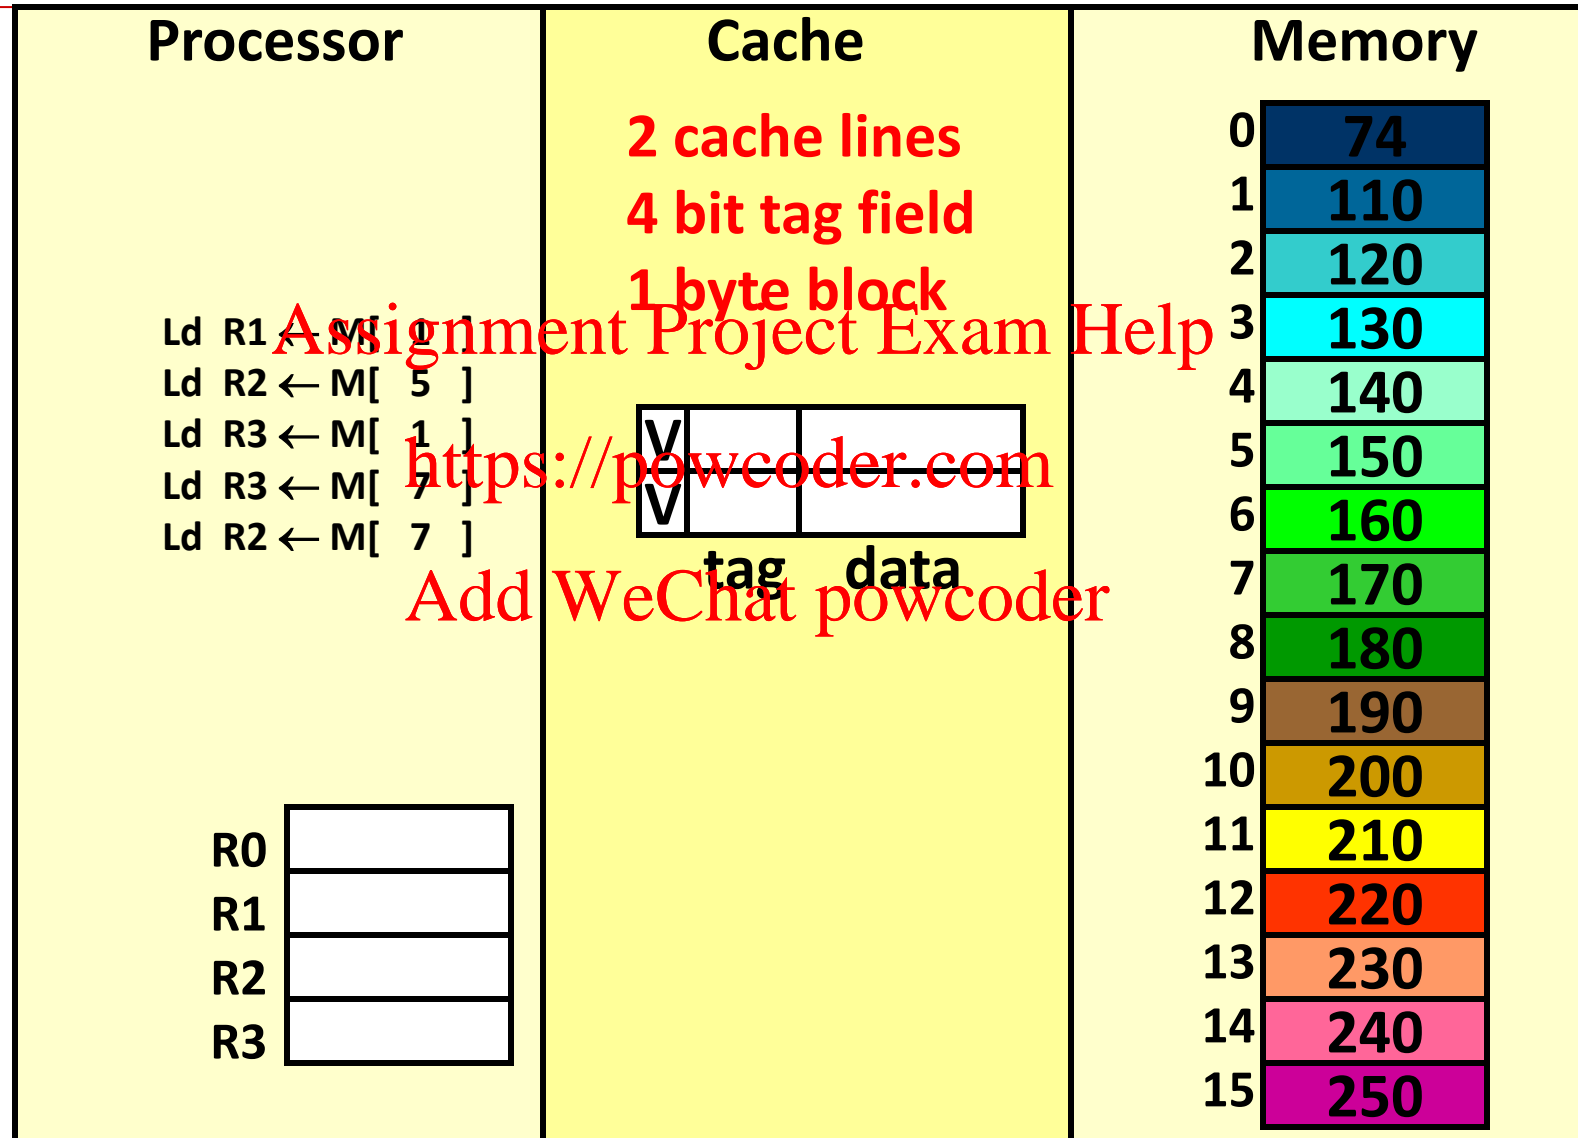 Processor Cache Memory
2 cache lines
4 bit tag field
1 byte block
Ld R1 ← M[ 1 ]
Ld R2 ← M[ 5 ]
Ld R3 ← M[ 1 ]
Ld R3 ← M[ 7 ]
Ld R2 ← M[ 7 ]
Assignment Project Exam Help
https://powcoder.com
Add WeChat powcoder
V
V
tag data
R0
R1
R2
R3
0 74
1 110
2 120
3 130
4 140
5 150
6 160
7 170
8 180
9 190
10 200
11 210
12 220
13 230
14 240
15 250